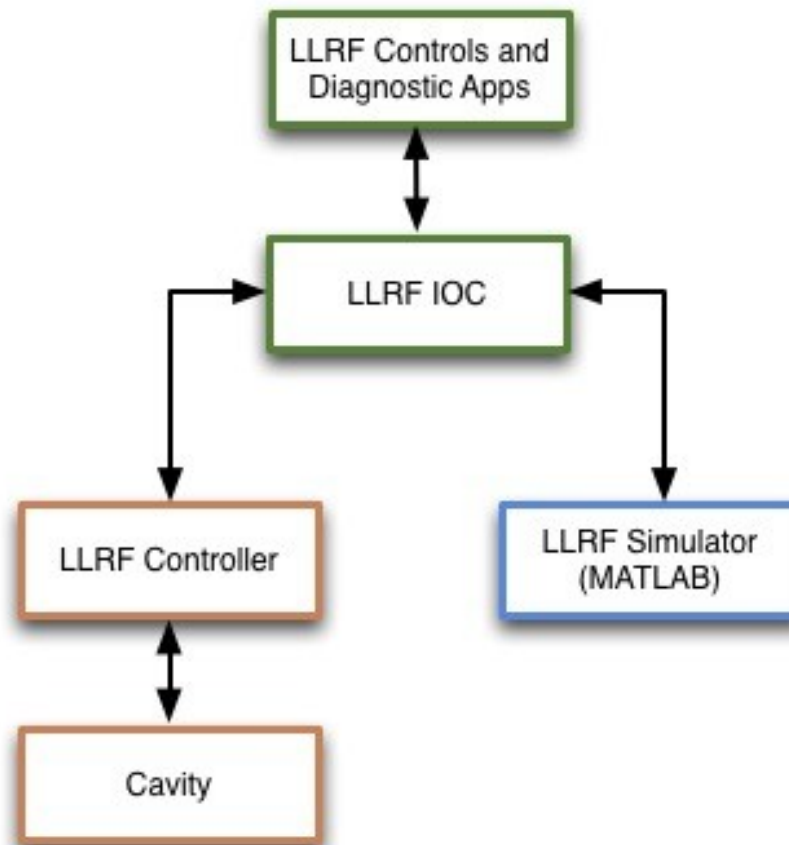 LLRF Controls and
Diagnostic Apps
LLRF IOC
LLRF Controller
LLRF Simulator
(MATLAB)
Cavity